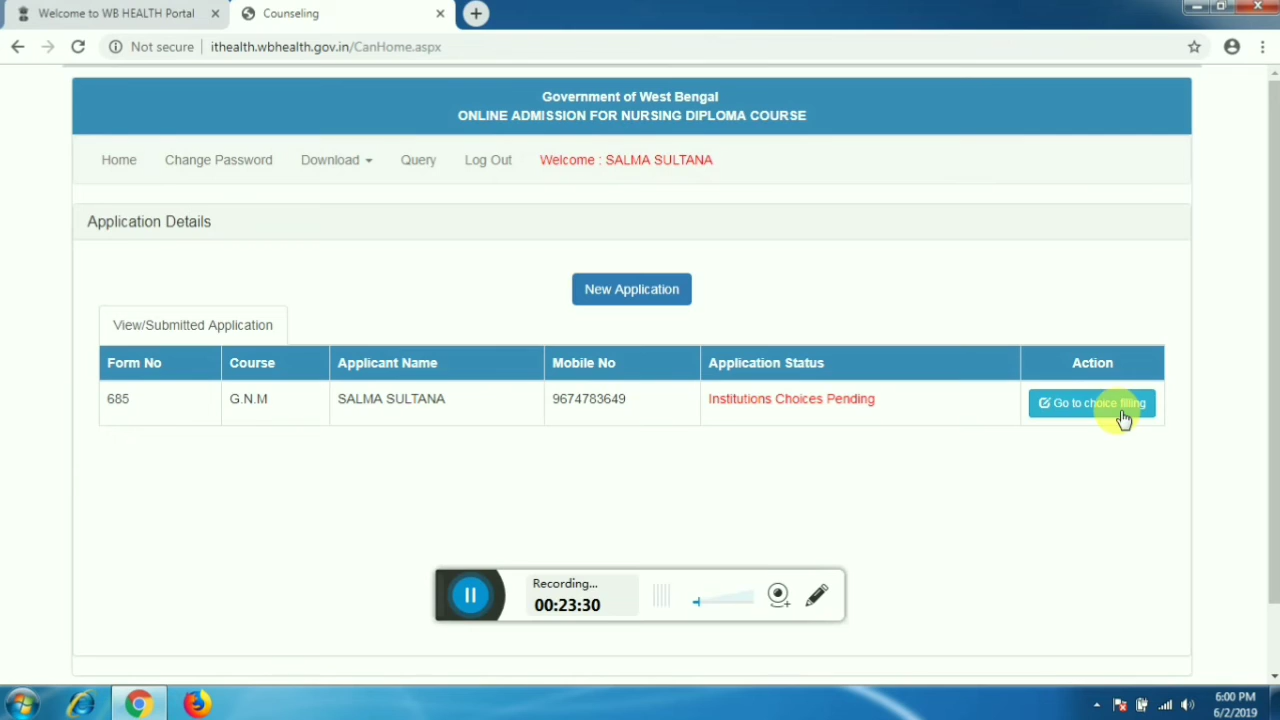 Welcome to WB HEALTH Portal
Counseling
Not secure
ithealth.wbhealth.gov.in/CanHome.aspx
Government of West Bengal
ONLINE ADMISSION FOR NURSING DIPLOMA COURSE
Home Change Password Download Query Log Out Welcome : SALMA SULTANA
Application Details
New Application
View/Submitted Application
Form No Course Applicant Name Mobile No Application Status Action
685 G.N.M SALMA SULTANA 9674783649 Institutions Choices Pending Go to choice filling
Recording...
00:23:30
6:00 PM
6/2/2019